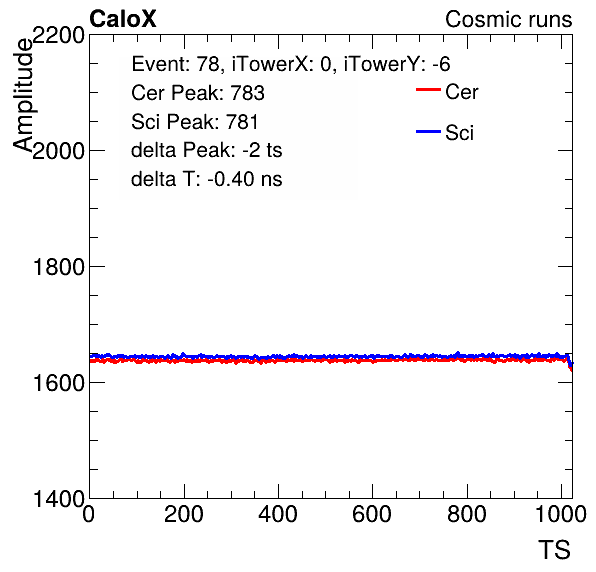 CaloX Cosmic runs
Amplitude
2200
2000
1800
1600
1400
Event: 78, iTowerX: 0, iTowerY: -6
Cer Peak: 783
Sci Peak: 781
delta Peak: -2 ts
delta T: -0.40 ns
Cer
Sci
0 200 400 600 800 1000
TS